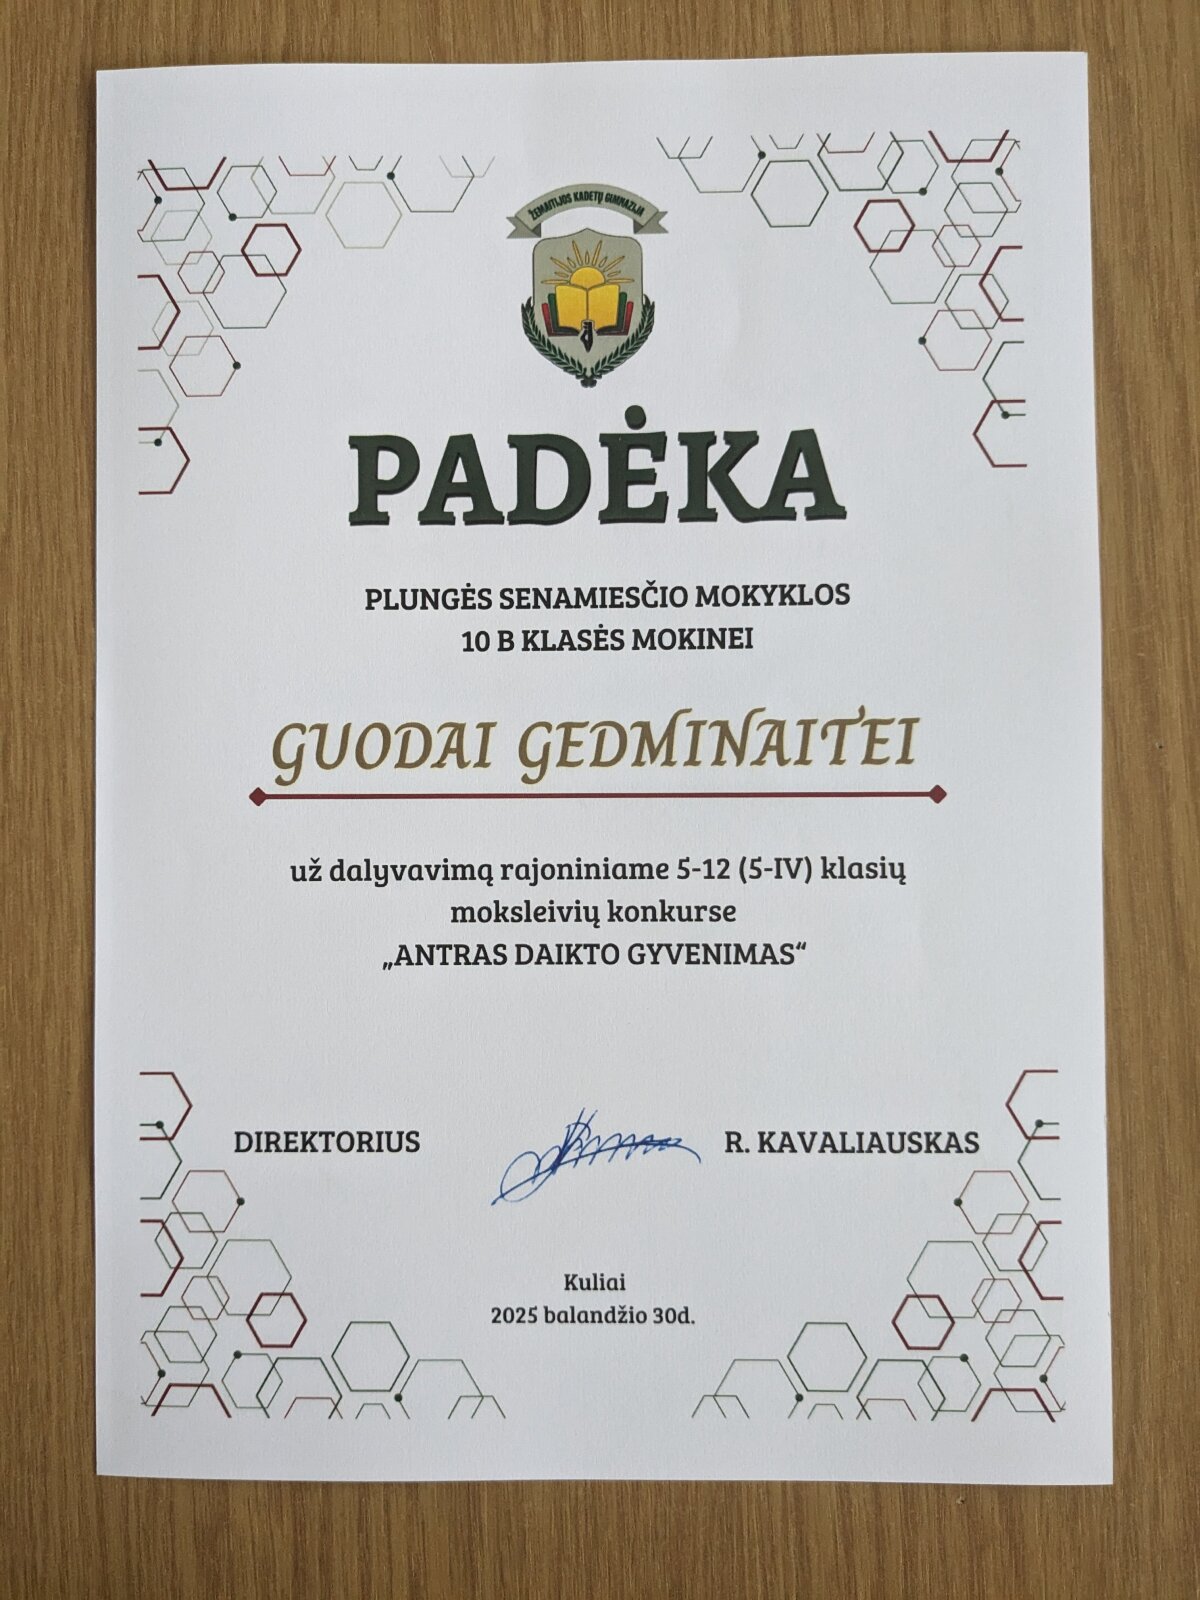 ŽEMAITIJOS KADETŲ GIMNAZIJA
PADĖKA
PLUNGĖS SENAMIESČIO MOKYKLOS
10 B KLASĖS MOKINEI
GUODAI GEDMINAITEI
už dalyvavimą rajoniniame 5-12 (5-IV) klasių
moksleivių konkurse
„ANTRAS DAIKTO GYVENIMAS“
DIREKTORIUS R. KAVALIAUSKAS
Kuliai
2025 balandžio 30d.